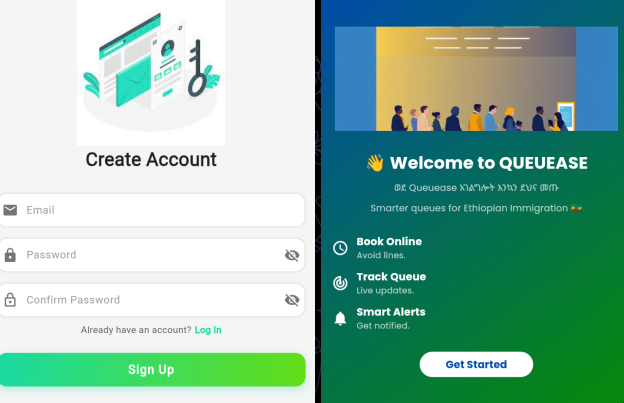 Create Account
Email
Password
Confirm Password
Already have an account? Log In
Sign Up
👋 Welcome to QUEUEASE
ወደ Queuease አገልግሎት እንኳን ደህና መጡ
Smarter queues for Ethiopian Immigration 🇪🇹
Book Online
Avoid lines.
Track Queue
Live updates.
Smart Alerts
Get notified.
Get Started